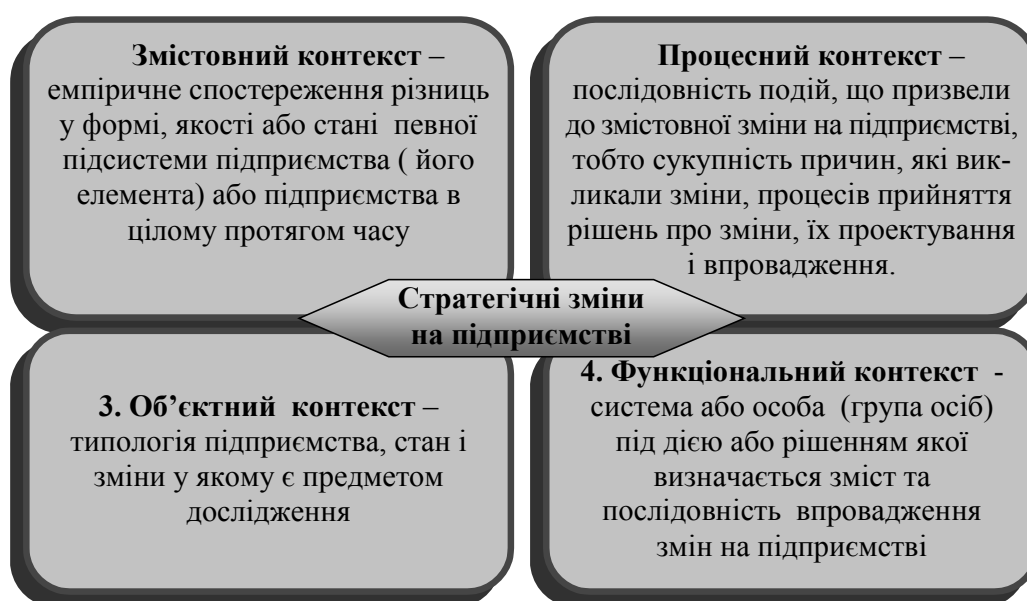 Змістовний контекст –
емпіричне спостереження різниць
у формі, якості або стані певної
підсистеми підприємства ( його
елемента) або підприємства в
цілому протягом часу
Процесний контекст –
послідовність подій, що призвели
до змістовної зміни на підприємстві,
тобто сукупність причин, які вик-
ликали зміни, процесів прийняття
рішень про зміни, їх проектування
і впровадження.
Стратегічні зміни
на підприємстві
3. Об’єктний контекст –
типологія підприємства, стан і
зміни у якому є предметом
дослідження
4. Функціональний контекст -
система або особа (група осіб)
під дією або рішенням якої
визначається зміст та
послідовність впровадження
змін на підприємстві